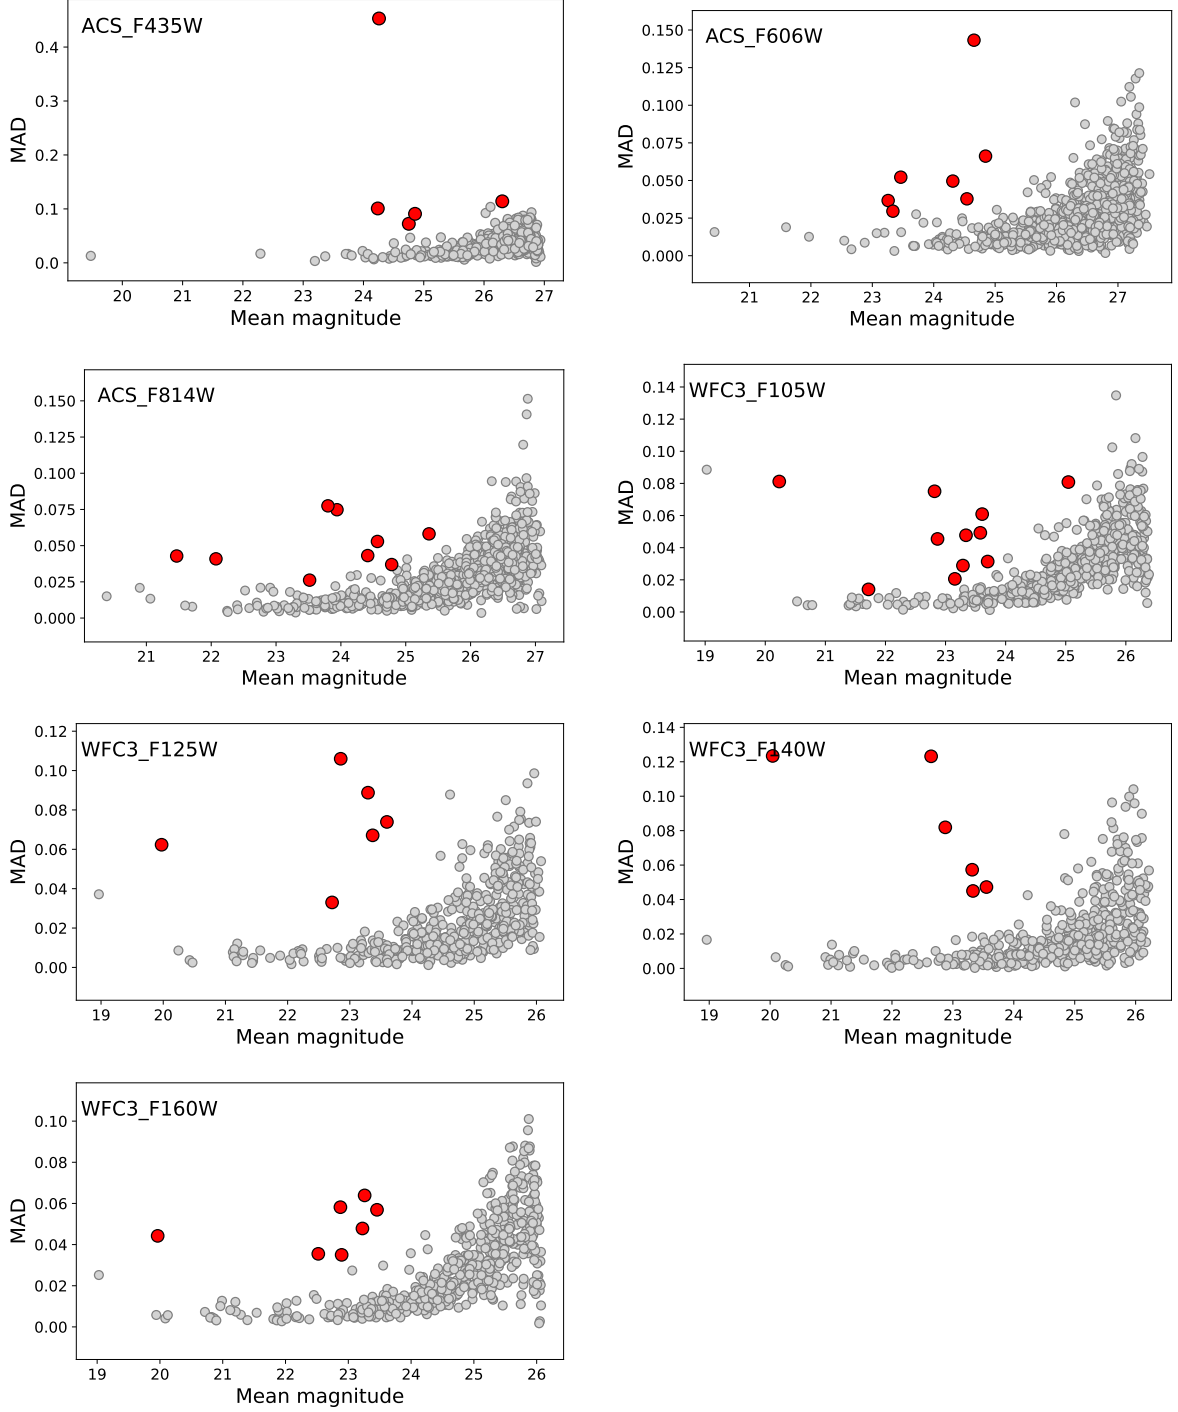 ACS_F435W
0.4
0.3
0.2
0.1
0.0
MAD
20 21 22 23 24 25 26 27
Mean magnitude
ACS_F606W
0.150
0.125
0.100
0.075
0.050
0.025
0.000
MAD
21 22 23 24 25 26 27
Mean magnitude
ACS_F814W
0.150
0.125
0.100
0.075
0.050
0.025
0.000
MAD
21 22 23 24 25 26 27
Mean magnitude
WFC3_F105W
0.14
0.12
0.10
0.08
0.06
0.04
0.02
0.00
MAD
19 20 21 22 23 24 25 26
Mean magnitude
WFC3_F125W
0.12
0.10
0.08
0.06
0.04
0.02
0.00
MAD
19 20 21 22 23 24 25 26
Mean magnitude
WFC3_F140W
0.14
0.12
0.10
0.08
0.06
0.04
0.02
0.00
MAD
19 20 21 22 23 24 25 26
Mean magnitude
WFC3_F160W
0.10
0.08
0.06
0.04
0.02
0.00
MAD
19 20 21 22 23 24 25 26
Mean magnitude